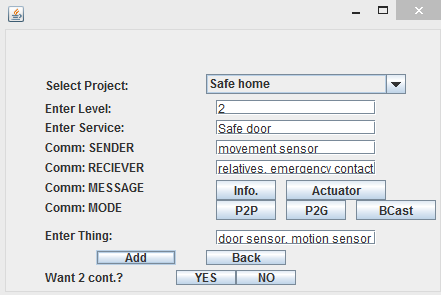 Select Project: Safe home
Enter Level: 2
Enter Service: Safe door
Comm: SENDER movement sensor
Comm: RECIEVER relatives, emergency contact
Comm: MESSAGE Info. Actuator
Comm: MODE P2P P2G BCast
Enter Thing: door sensor, motion sensor
Add Back
Want 2 cont.? YES NO